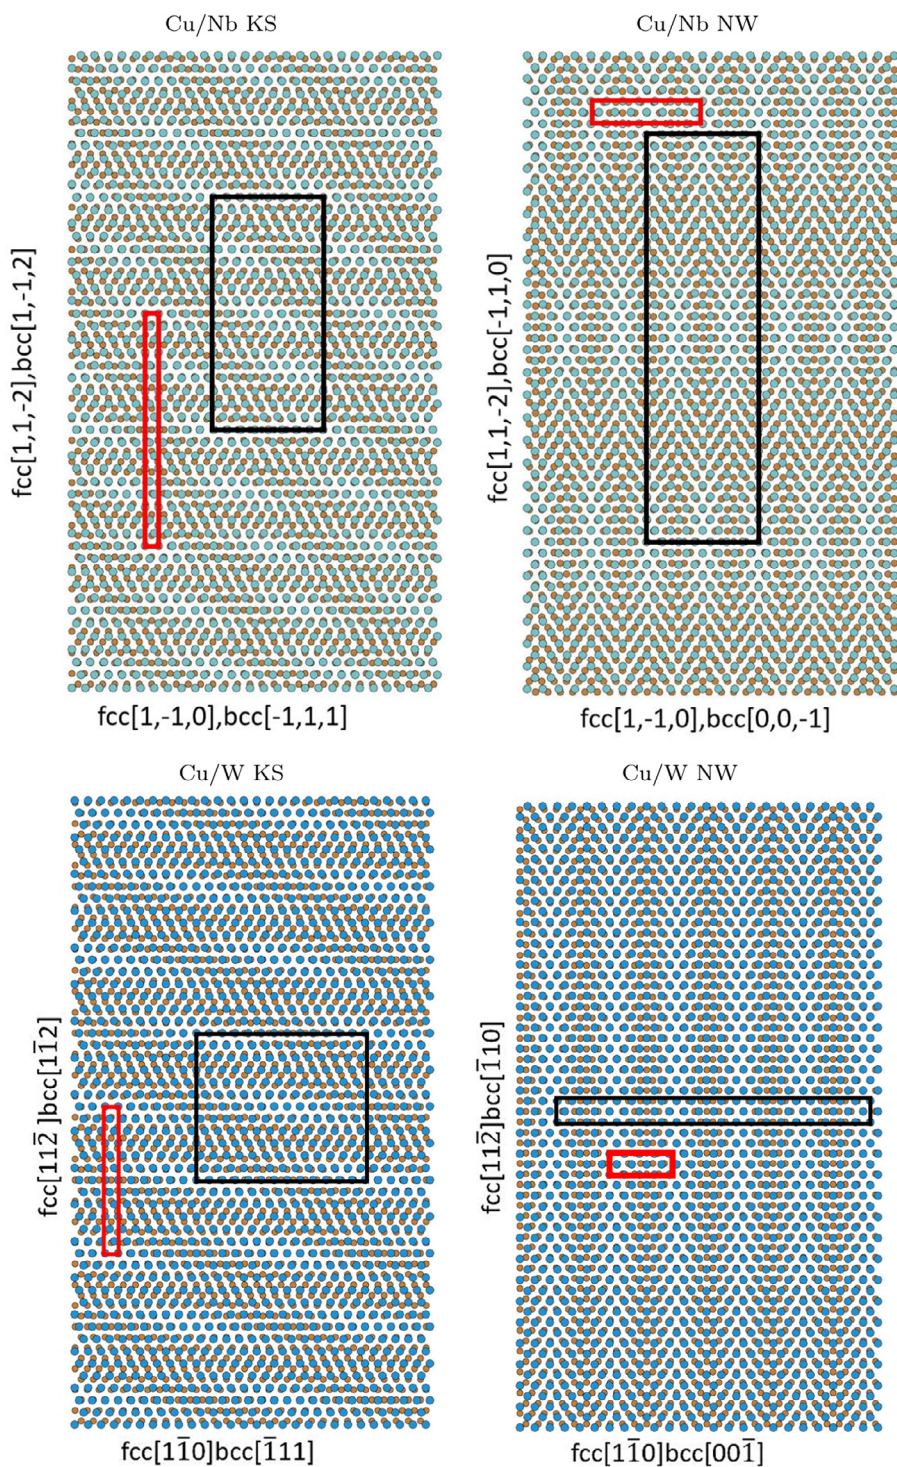 Cu/Nb KS
Cu/Nb NW
fcc[1,1,-2],bcc[1,-1,2]
fcc[1,1,-2],bcc[-1,1,0]
fcc[1,-1,0],bcc[-1,1,1]
fcc[1,-1,0],bcc[0,0,-1]
Cu/W KS
Cu/W NW
fcc[112̄]bcc[11̄2]
fcc[112̄]bcc[1̄10]
fcc[11̄0]bcc[1̄11]
fcc[11̄0]bcc[001̄]